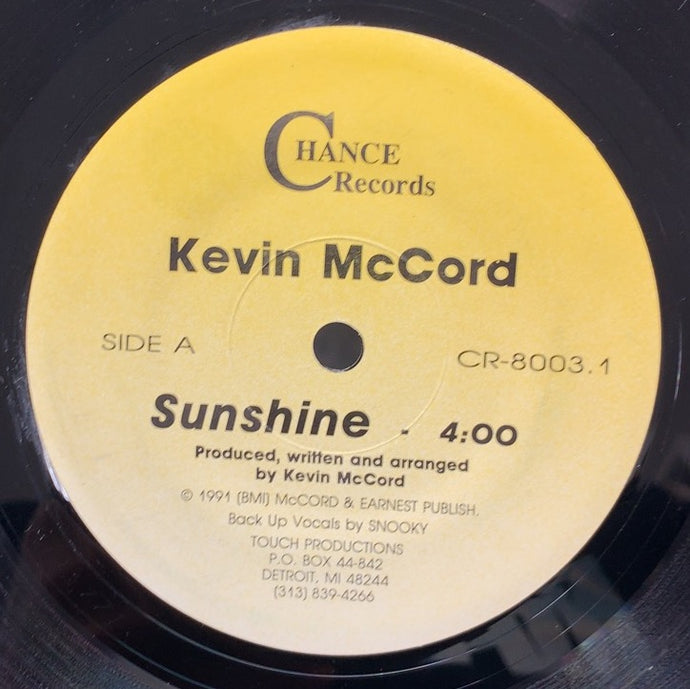 CHANCE
Records
Kevin McCord
SIDE A
CR-8003.1
Sunshine - 4:00
Produced, written and arranged
by Kevin McCord
© 1991 (BMI) McCORD & EARNEST PUBLISH.
Back Up Vocals by SNOOKY
TOUCH PRODUCTIONS
P.O. BOX 44-842
DETROIT, MI 48244
(313) 839-4266